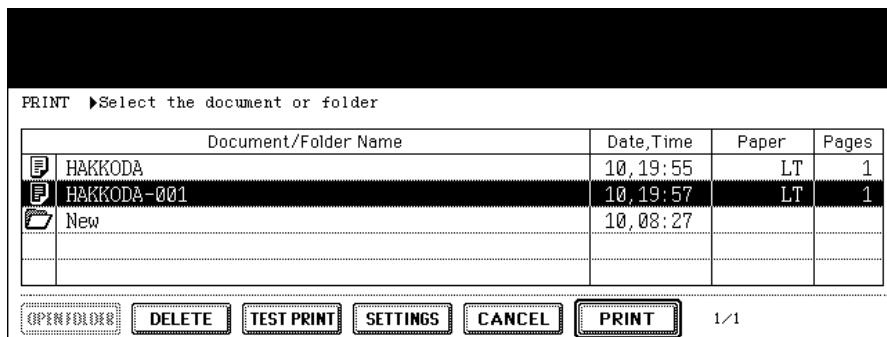 PRINT ▶Select the document or folder
Document/Folder Name Date,Time Paper Pages
HAKKODA 10,19:55 LT 1
HAKKODA-001 10,19:57 LT 1
New 10,08:27
OPEN FOLDER DELETE TEST PRINT SETTINGS CANCEL PRINT 1/1